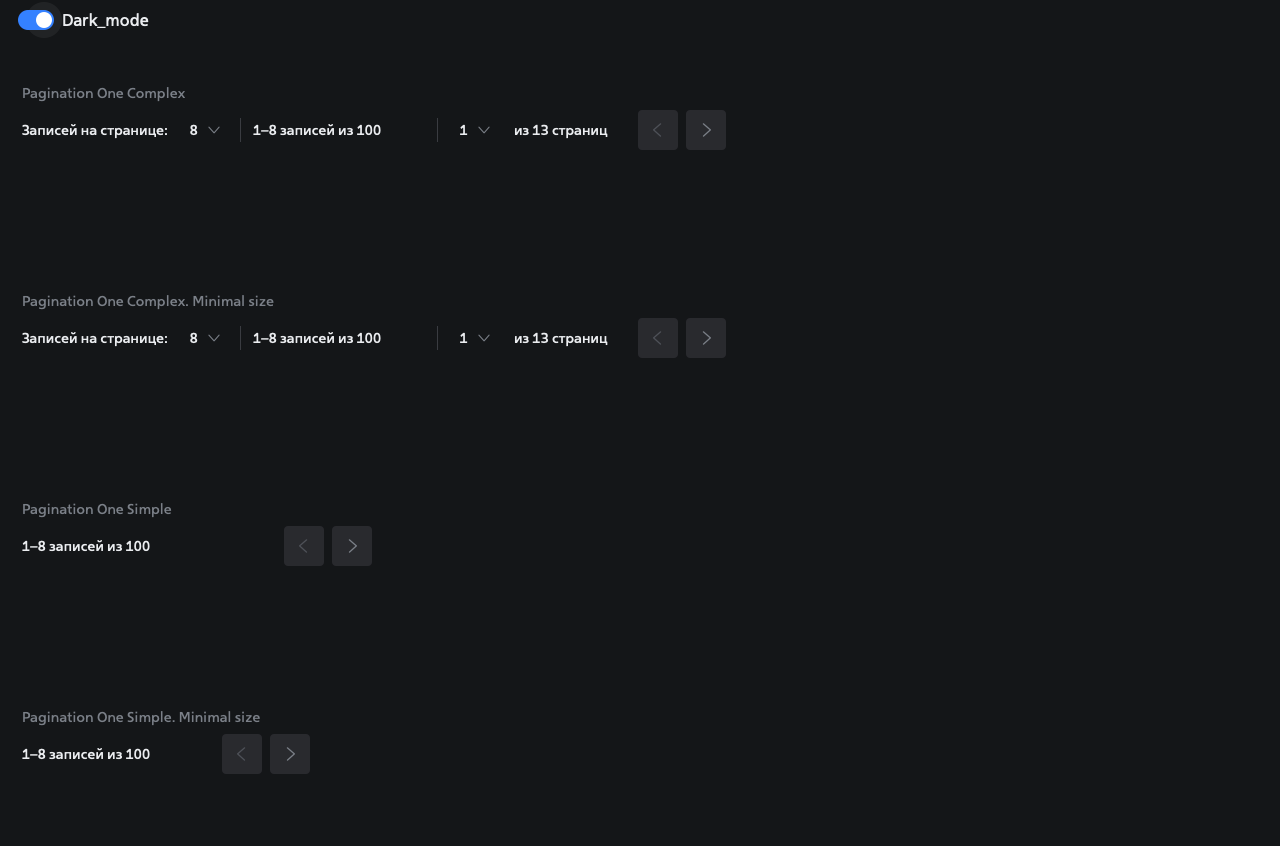 Dark_mode
Pagination One Complex
Записей на странице: 8 1–8 записей из 100 1 из 13 страниц
Pagination One Complex. Minimal size
Записей на странице: 8 1–8 записей из 100 1 из 13 страниц
Pagination One Simple
1–8 записей из 100
Pagination One Simple. Minimal size
1–8 записей из 100